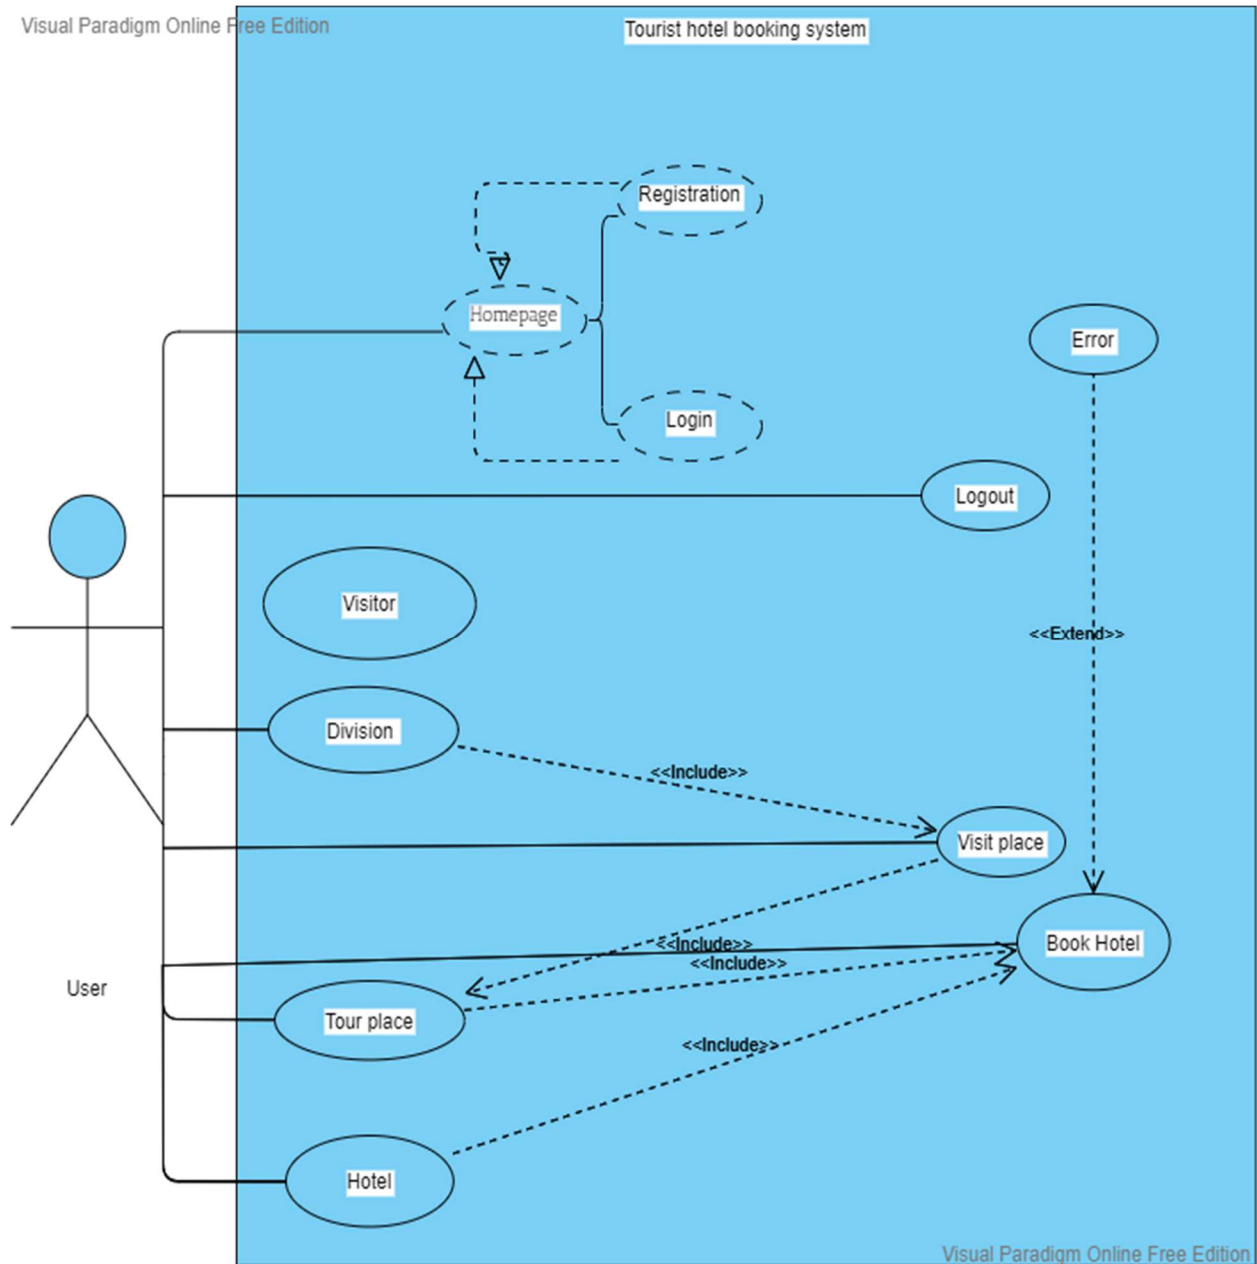 Visual Paradigm Online Free Edition
Tourist hotel booking system
Registration
Homepage
Error
Login
Logout
Visitor
<<Extend>>
Division
<<Include>>
Visit place
<<Include>>
Book Hotel
<<Include>>
User
Tour place
<<Include>>
Hotel
Visual Paradigm Online Free Edition